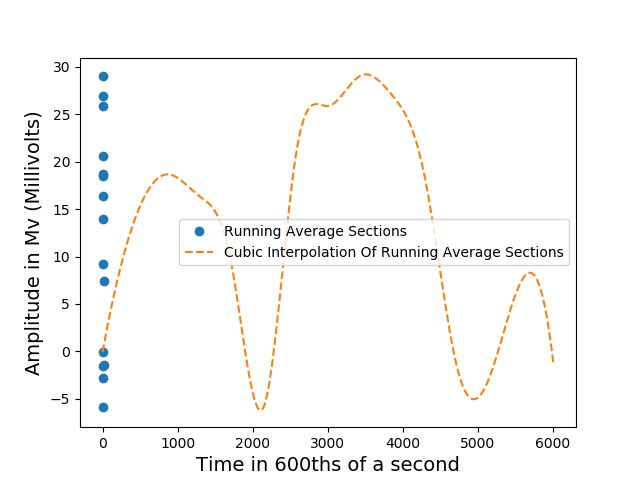 30
25
20
15
10
5
0
−5
Amplitude in Mv (Millivolts)
Running Average Sections
Cubic Interpolation Of Running Average Sections
0 1000 2000 3000 4000 5000 6000
Time in 600ths of a second